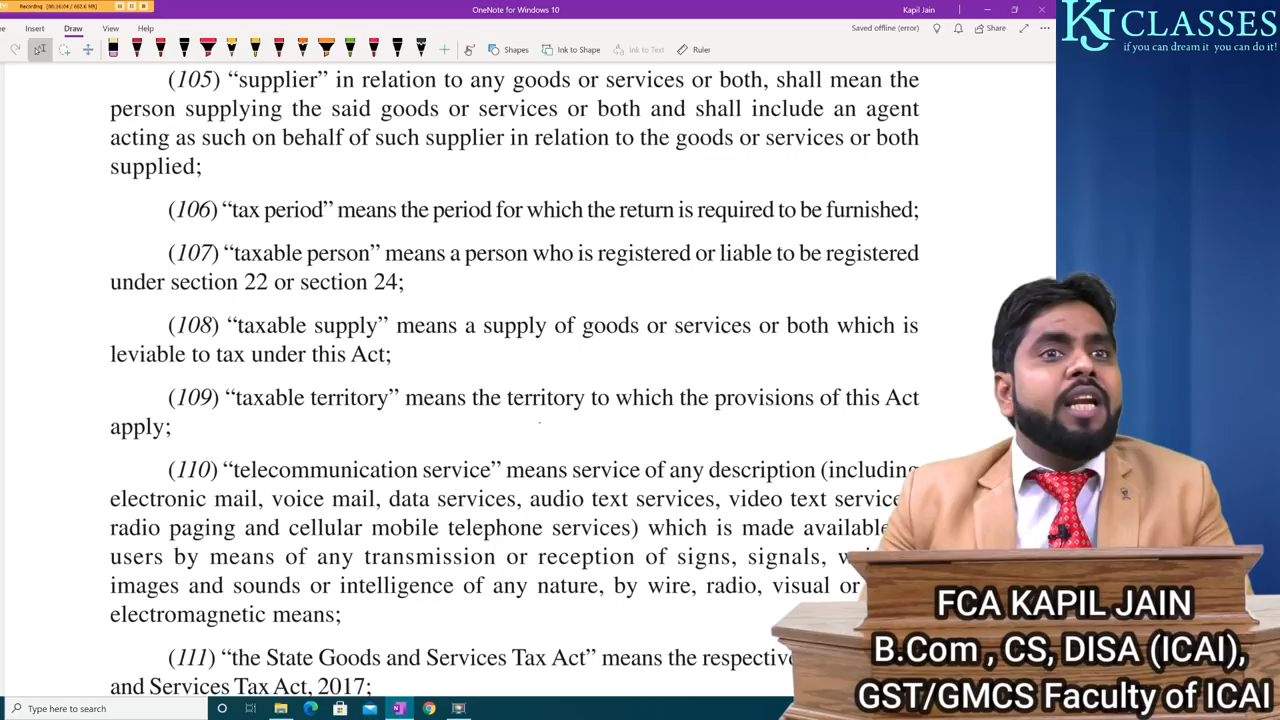 Recording
OneNote for Windows 10
Kapil Jain
Insert
Draw
View
Help
Saved offline (error)
Share
Shapes
Ink to Shape
Ink to Text
Ruler
KJ CLASSES
if you can dream it you can do it!
(105) “supplier” in relation to any goods or services or both, shall mean the
person supplying the said goods or services or both and shall include an agent
acting as such on behalf of such supplier in relation to the goods or services or both
supplied;
(106) “tax period” means the period for which the return is required to be furnished;
(107) “taxable person” means a person who is registered or liable to be registered
under section 22 or section 24;
(108) “taxable supply” means a supply of goods or services or both which is
leviable to tax under this Act;
(109) “taxable territory” means the territory to which the provisions of this Act
apply;
(110) “telecommunication service” means service of any description (including
electronic mail, voice mail, data services, audio text services, video text service
radio paging and cellular mobile telephone services) which is made available
users by means of any transmission or reception of signs, signals,
images and sounds or intelligence of any nature, by wire, radio, visual or
electromagnetic means;
(111) “the State Goods and Services Tax Act” means the respective
and Services Tax Act, 2017;
FCA KAPIL JAIN
B.Com , CS, DISA (ICAI),
GST/GMCS Faculty of ICAI
Type here to search